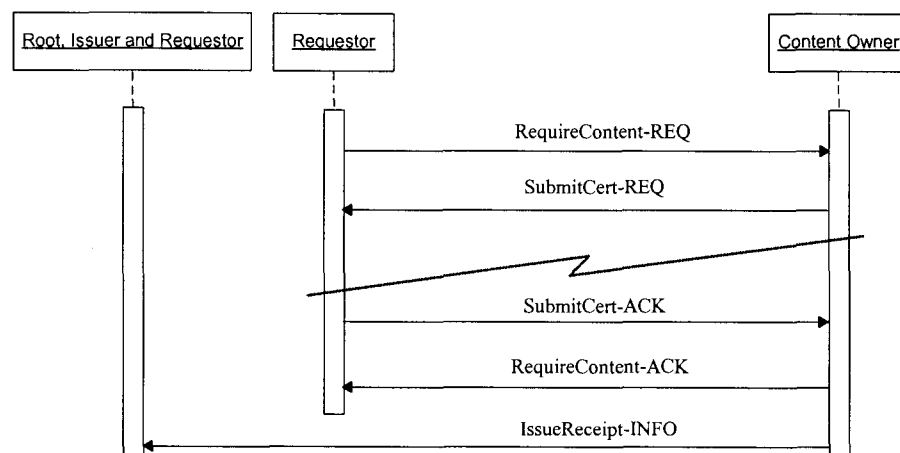 Root, Issuer and Requestor
Requestor
Content Owner
RequireContent-REQ
SubmitCert-REQ
SubmitCert-ACK
RequireContent-ACK
IssueReceipt-INFO